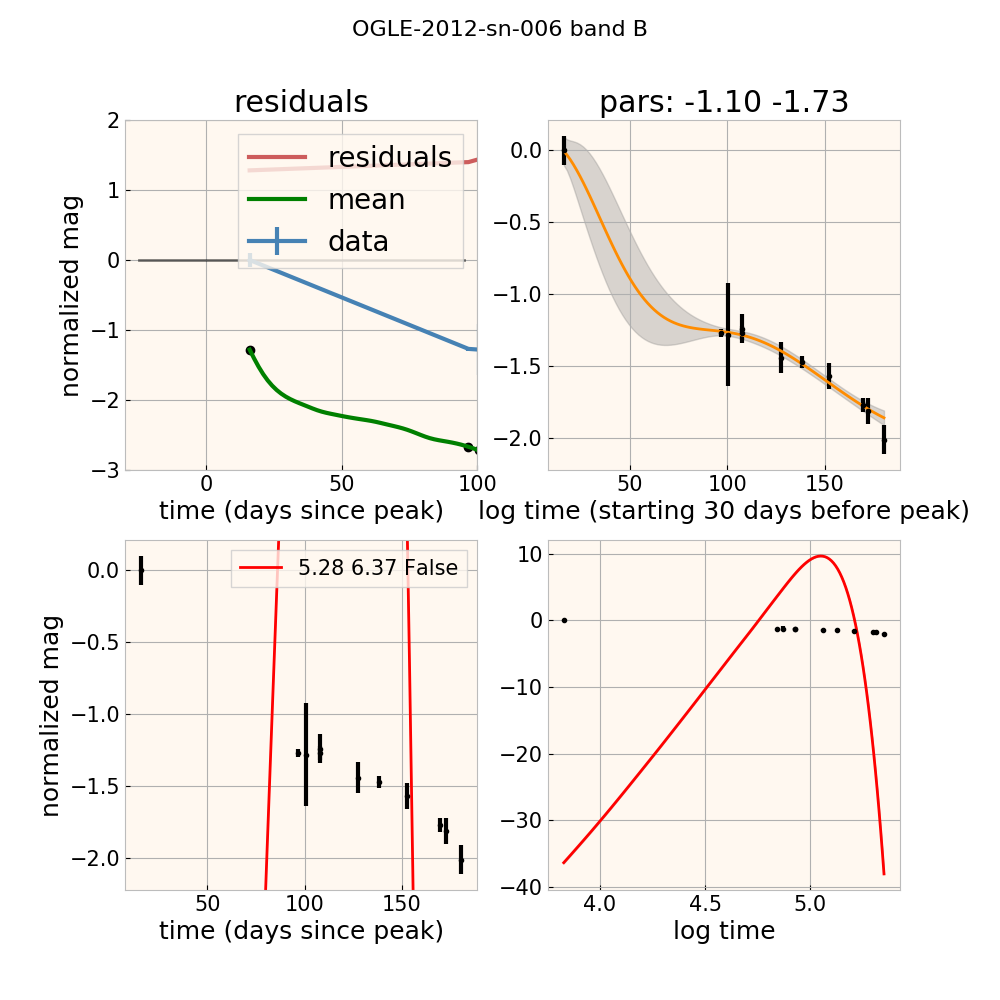 OGLE-2012-sn-006 band B
residuals
pars: -1.10 -1.73
normalized mag
2
1
0
−1
−2
−3
residuals
mean
data
0
50
100
time (days since peak)
0.0
−0.5
−1.0
−1.5
−2.0
50
100
150
log time (starting 30 days before peak)
normalized mag
0.0
−0.5
−1.0
−1.5
−2.0
5.28 6.37 False
50
100
150
time (days since peak)
10
0
−10
−20
−30
−40
4.0
4.5
5.0
log time